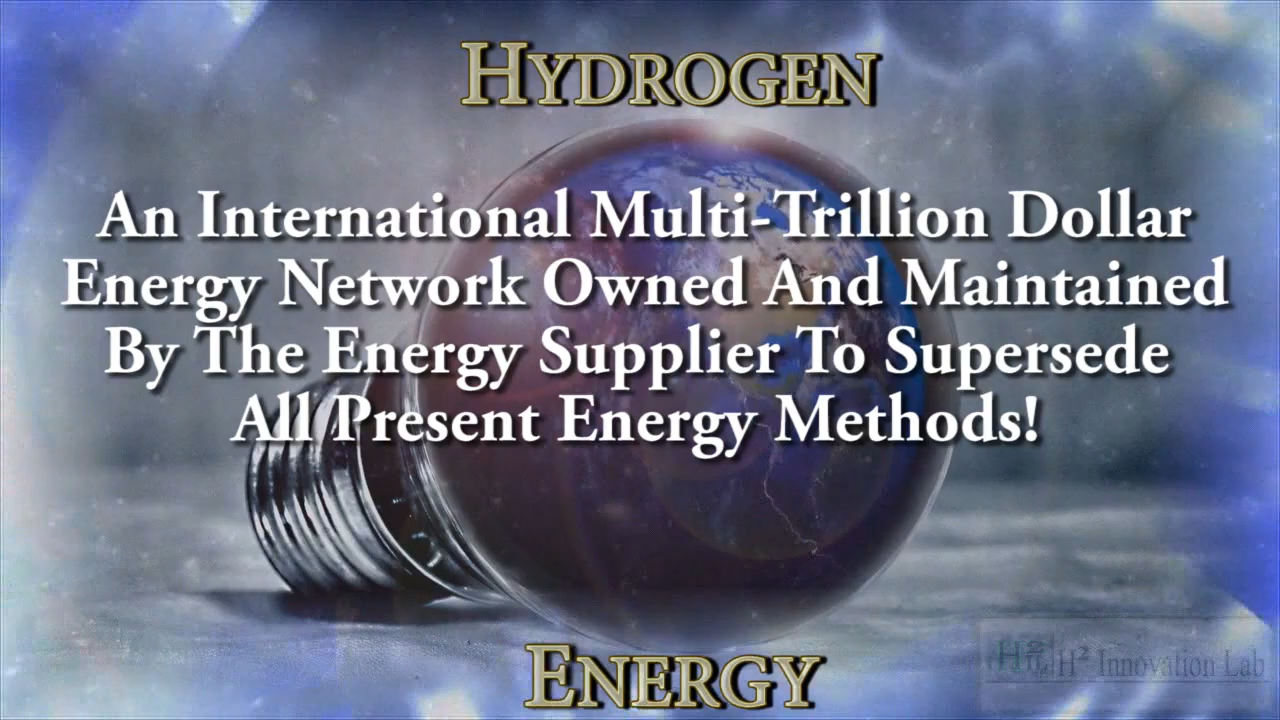 HYDROGEN
An International Multi-Trillion Dollar
Energy Network Owned And Maintained
By The Energy Supplier To Supersede
All Present Energy Methods!
ENERGY
H² Innovation Lab